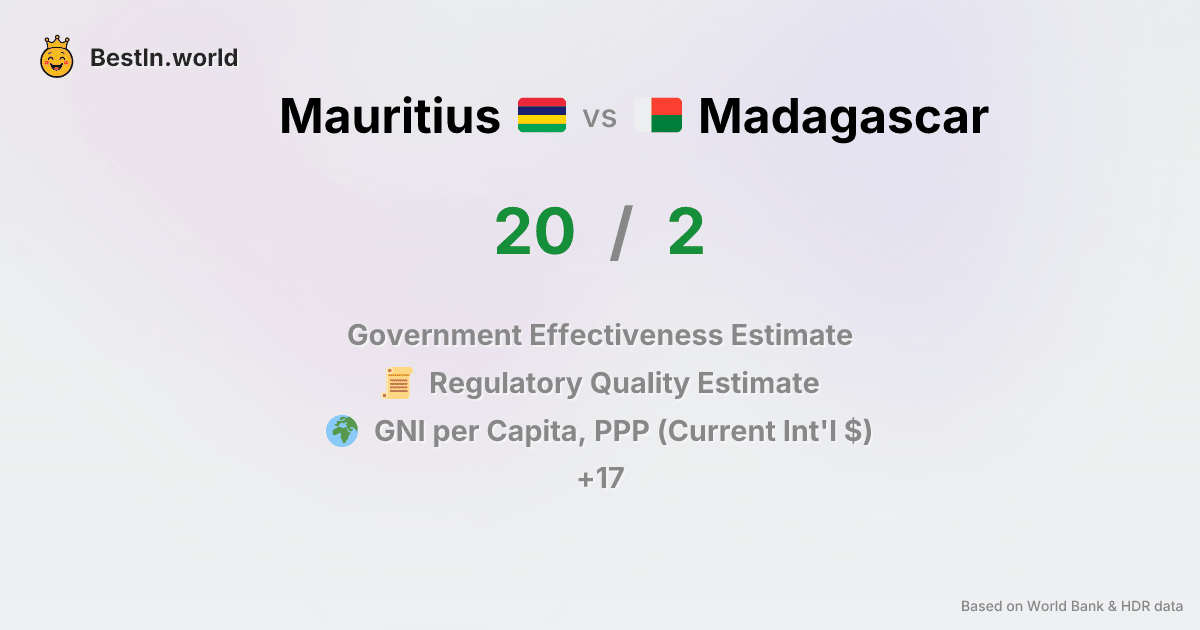 BestIn.world
Mauritius vs Madagascar
20 / 2
Government Effectiveness Estimate
Regulatory Quality Estimate
GNI per Capita, PPP (Current Int'l $)
+17
Based on World Bank & HDR data